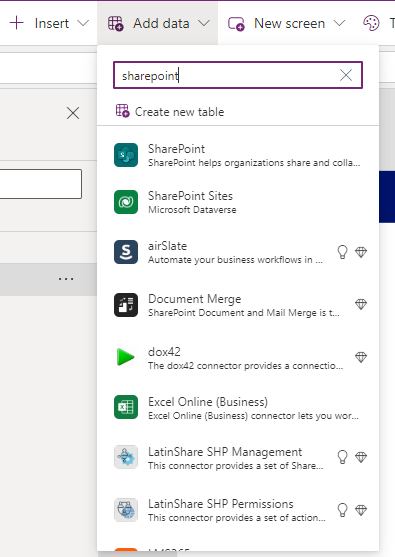 + Insert
Add data
New screen
T
sharepoint
Create new table
SharePoint
SharePoint helps organizations share and colla...
SharePoint Sites
Microsoft Dataverse
airSlate
Automate your business workflows in ...
Document Merge
SharePoint Document and Mail Merge is t...
dox42
The dox42 connector provides a connectio...
Excel Online (Business)
Excel Online (Business) connector lets you wor...
LatinShare SHP Management
This connector provides a set of Share...
LatinShare SHP Permissions
This connector provides a set of action...